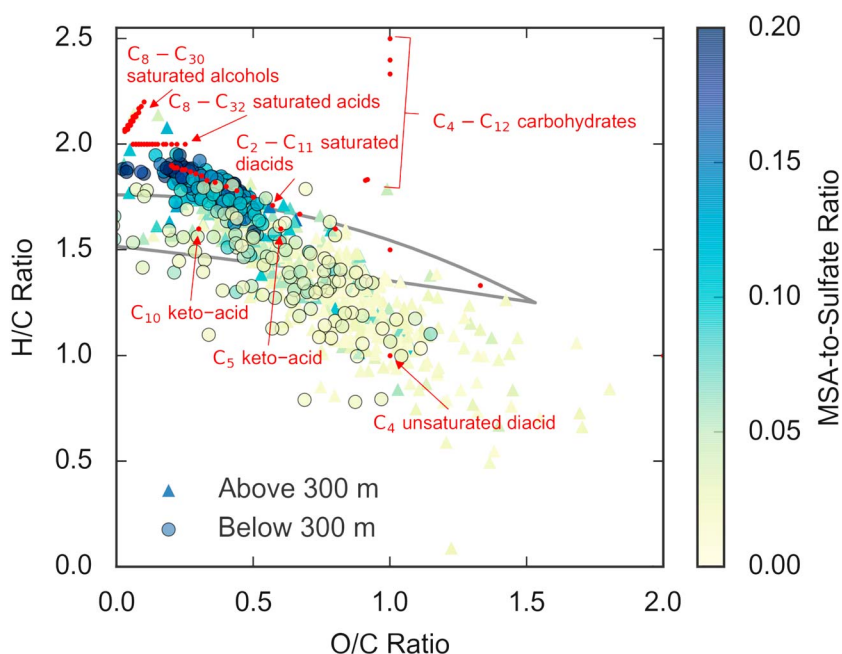 2.5
2.0
1.5
1.0
0.5
0.0
H/C Ratio
0.0 0.5 1.0 1.5 2.0
O/C Ratio
C₈ − C₃₀
saturated alcohols
C₈ − C₃₂ saturated acids
C₂ − C₁₁ saturated
diacids
C₄ − C₁₂ carbohydrates
C₁₀ keto−acid
C₅ keto−acid
C₄ unsaturated diacid
Above 300 m
Below 300 m
0.20
0.15
0.10
0.05
0.00
MSA-to-Sulfate Ratio